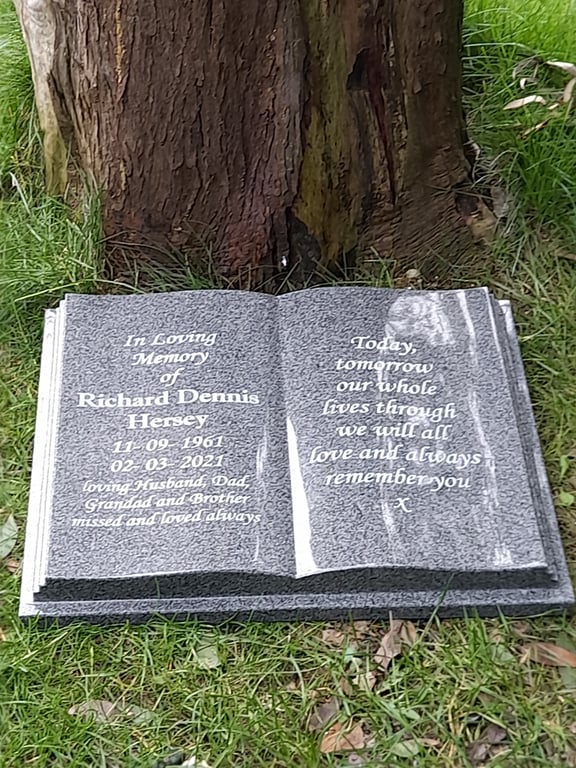 In Loving
Memory
of
Richard Dennis
Hersey
11- 09- 1961
02- 03- 2021
loving Husband, Dad,
Grandad and Brother
missed and loved always
Today,
tomorrow
our whole
lives through
we will all
love and always
remember you
x